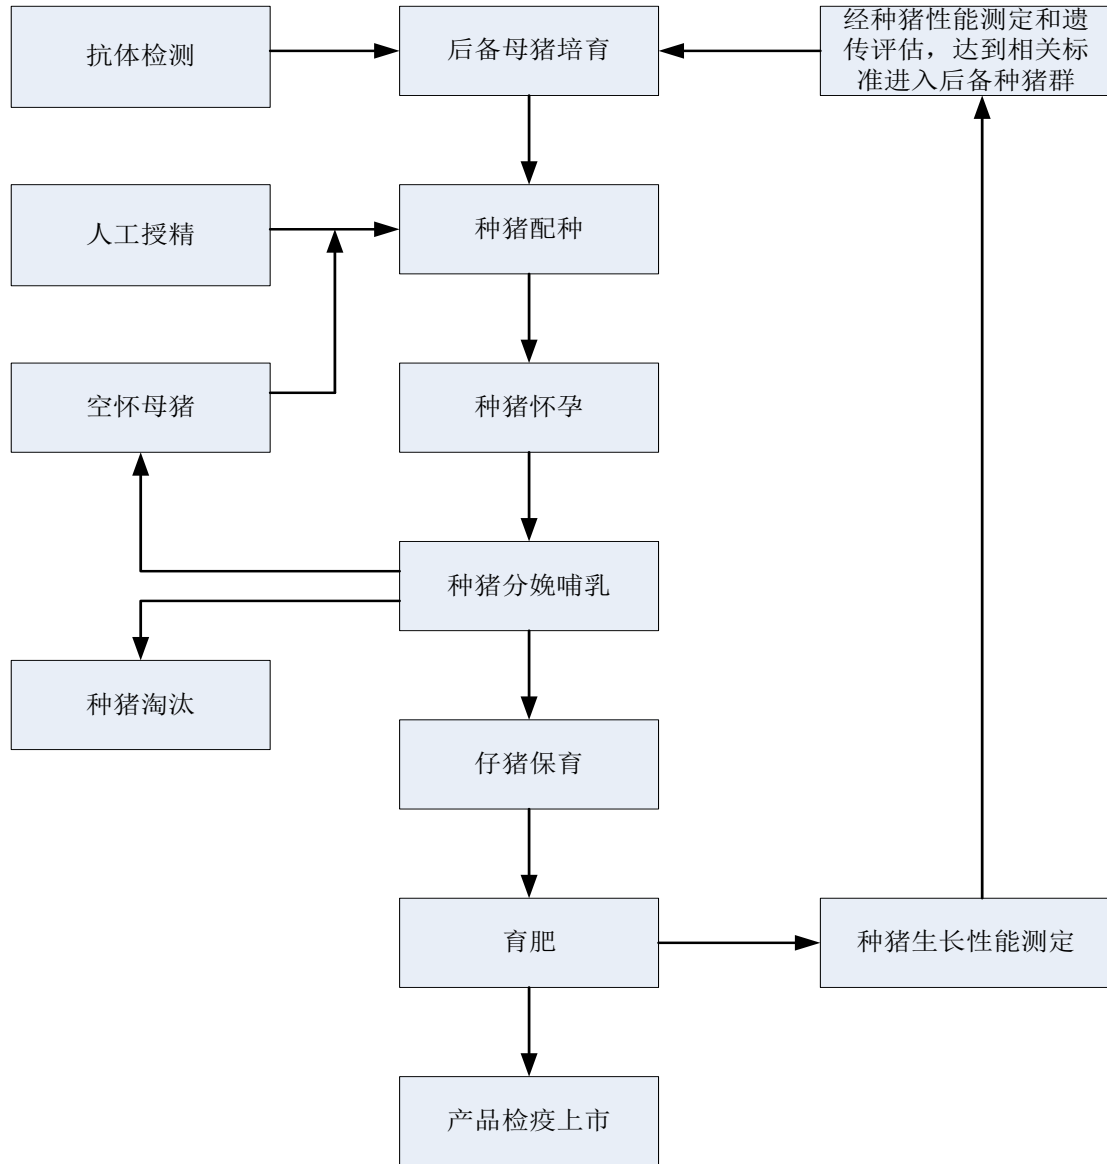 抗体检测
后备母猪培育
经种猪性能测定和遗
传评估，达到相关标
准进入后备种猪群
人工授精
种猪配种
空怀母猪
种猪怀孕
种猪分娩哺乳
种猪淘汰
仔猪保育
育肥
种猪生长性能测定
产品检疫上市